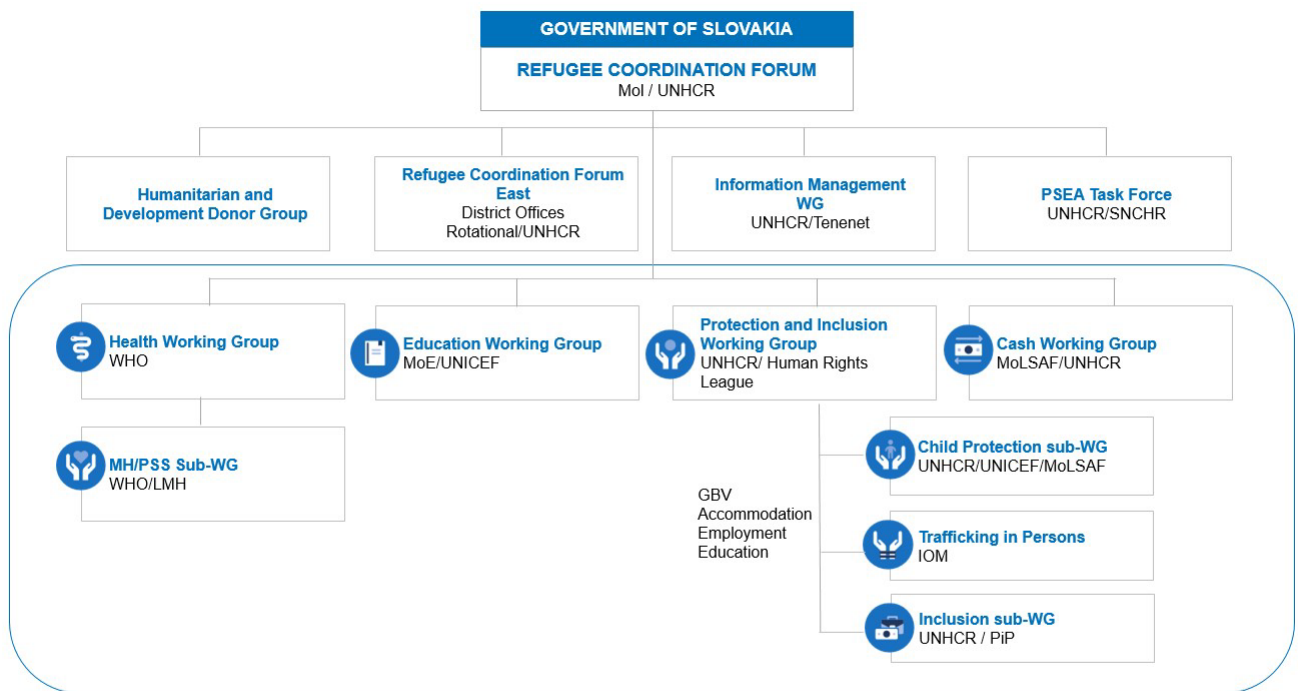 GOVERNMENT OF SLOVAKIA
REFUGEE COORDINATION FORUM
MoI / UNHCR
Humanitarian and
Development Donor Group
Refugee Coordination Forum
East
District Offices
Rotational/UNHCR
Information Management
WG
UNHCR/Tenenet
PSEA Task Force
UNHCR/SNCHR
Health Working Group
WHO
Education Working Group
MoE/UNICEF
Protection and Inclusion
Working Group
UNHCR/ Human Rights
League
Cash Working Group
MoLSAF/UNHCR
MH/PSS Sub-WG
WHO/LMH
GBV
Accommodation
Employment
Education
Child Protection sub-WG
UNHCR/UNICEF/MoLSAF
Trafficking in Persons
IOM
Inclusion sub-WG
UNHCR / PiP